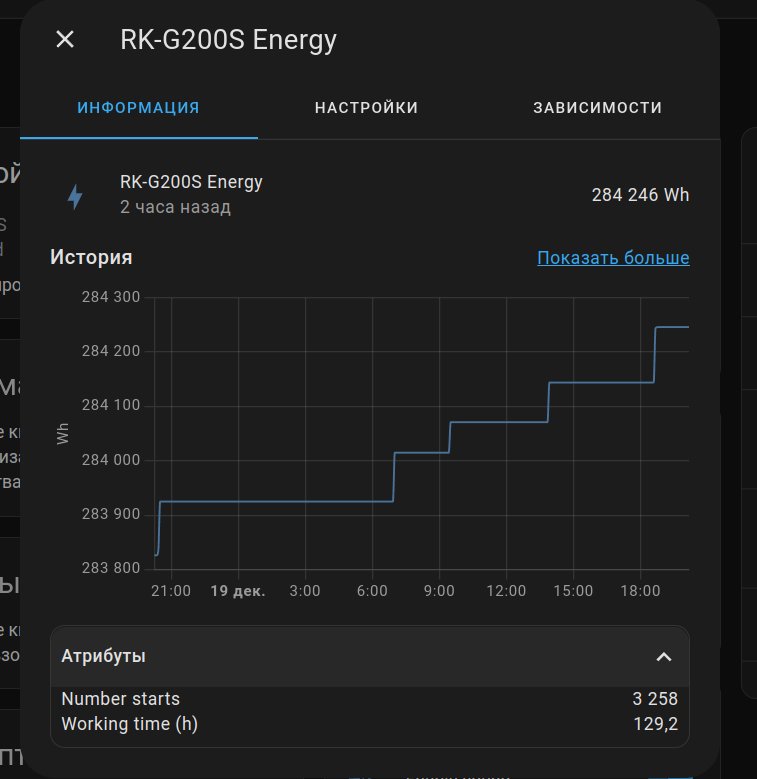 RK-G200S Energy
ИНФОРМАЦИЯ НАСТРОЙКИ ЗАВИСИМОСТИ
RK-G200S Energy
2 часа назад
284 246 Wh
История Показать больше
284 300
284 200
284 100
284 000
283 900
283 800
Wh
21:00 19 дек. 3:00 6:00 9:00 12:00 15:00 18:00
Атрибуты
Number starts 3 258
Working time (h) 129,2